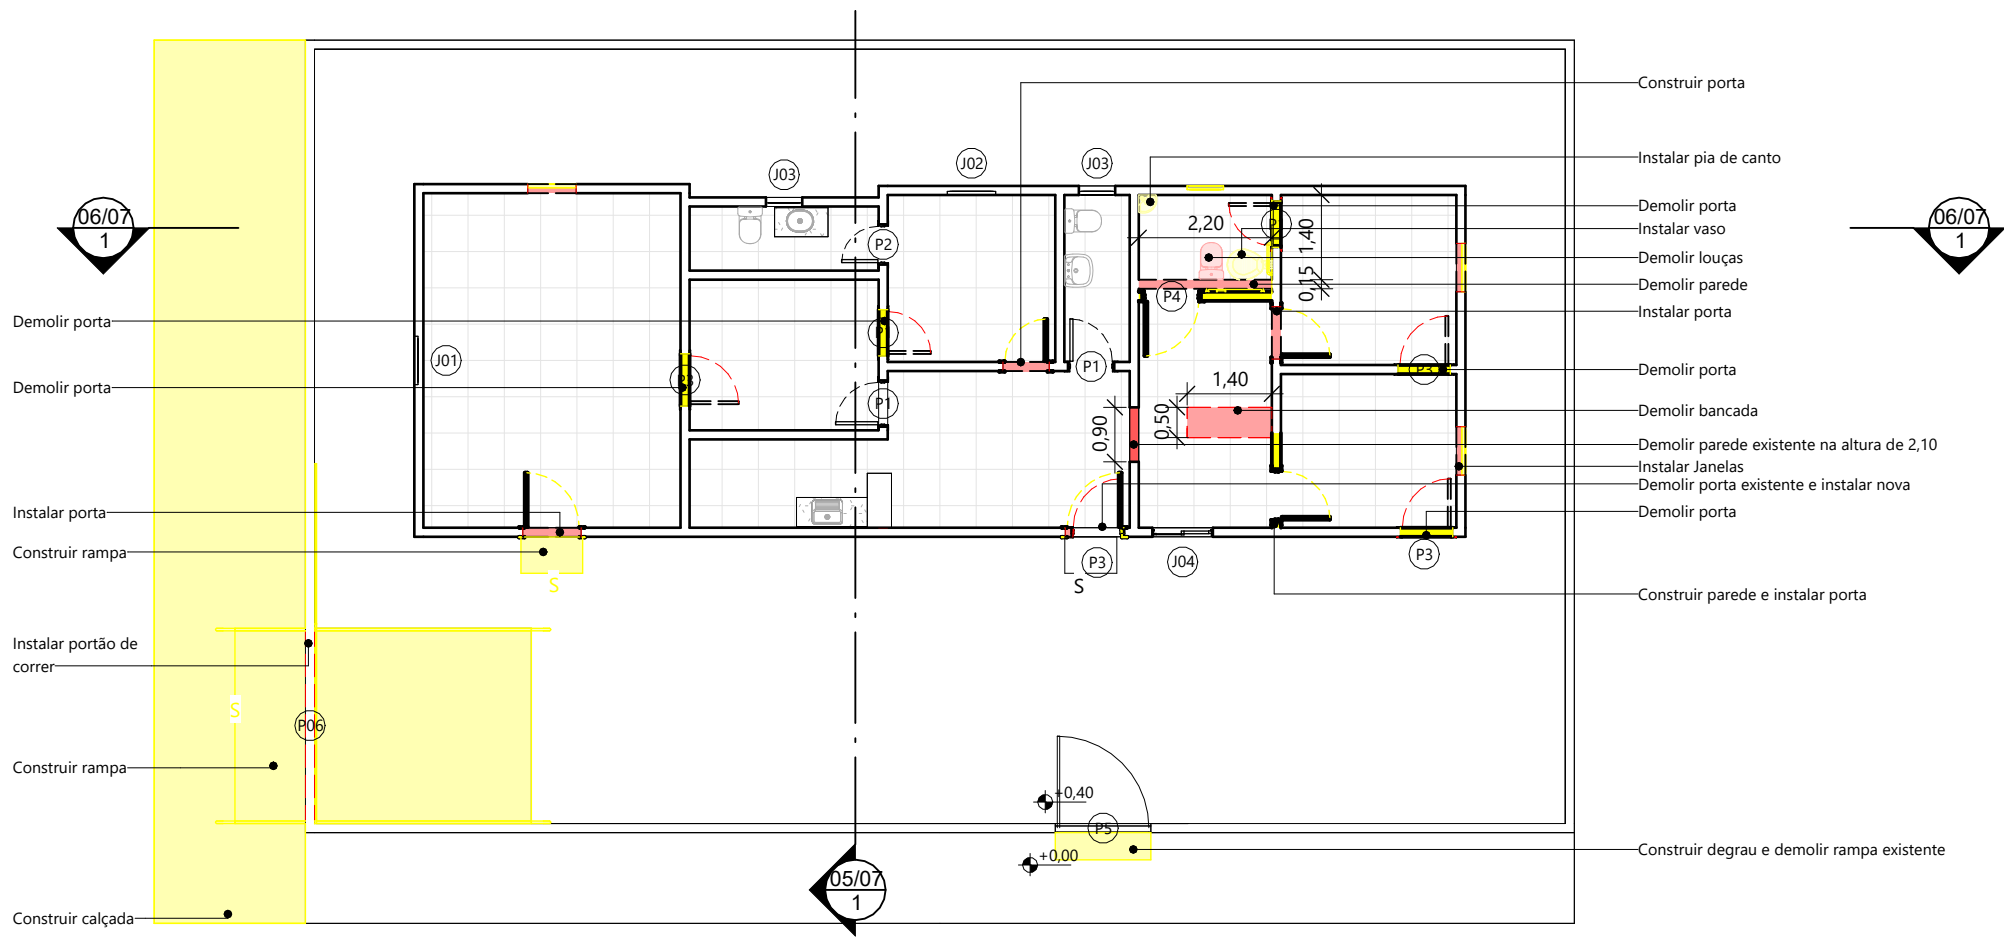 Construir porta
Instalar pia de canto
J02
J03
J03
06/07
1
06/07
1
Demolir porta
Instalar vaso
Demolir louças
Demolir parede
Instalar porta
2,20
1,40
0,15
P2
P4
Demolir porta
J01
P1
P1
P3
P3
Demolir porta
Demolir porta
1,40
0,50
0,90
Demolir bancada
Demolir parede existente na altura de 2,10
Instalar Janelas
Demolir porta existente e instalar nova
Demolir porta
Instalar porta
Construir rampa
S
S
P3
J04
P3
Construir parede e instalar porta
Instalar portão de
correr
S
P06
Construir rampa
+0,40
P5
+0,00
Construir degrau e demolir rampa existente
05/07
1
Construir calçada